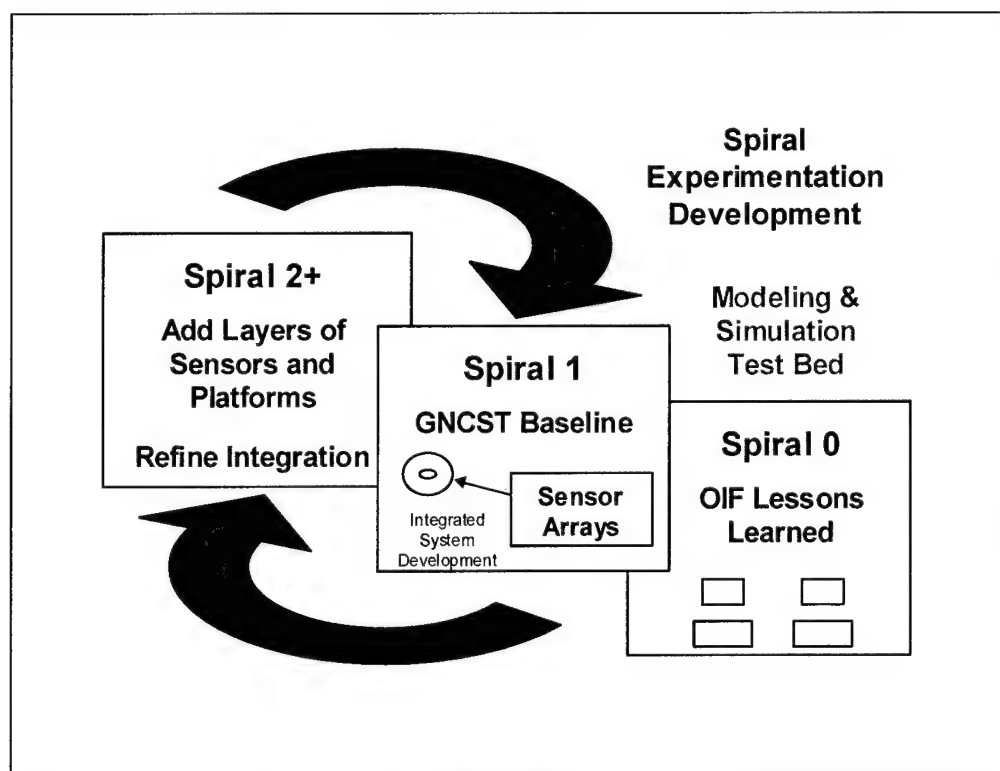 Spiral
Experimentation
Development
Spiral 2+
Add Layers of
Sensors and
Platforms
Refine Integration
Spiral 1
GNCST Baseline
Sensor
Arrays
Integrated
System
Development
Modeling &
Simulation
Test Bed
Spiral 0
OIF Lessons
Learned